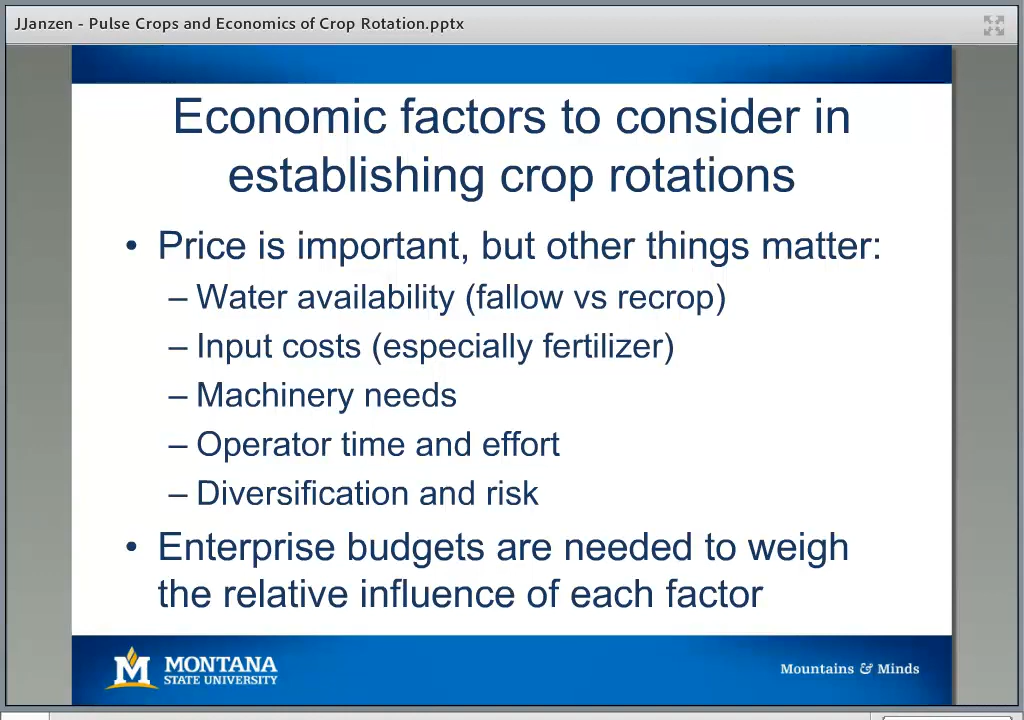 JJanzen - Pulse Crops and Economics of Crop Rotation.pptx
Economic factors to consider in
establishing crop rotations
• Price is important, but other things matter:
– Water availability (fallow vs recrop)
– Input costs (especially fertilizer)
– Machinery needs
– Operator time and effort
– Diversification and risk
• Enterprise budgets are needed to weigh
the relative influence of each factor
M MONTANA
STATE UNIVERSITY
Mountains & Minds